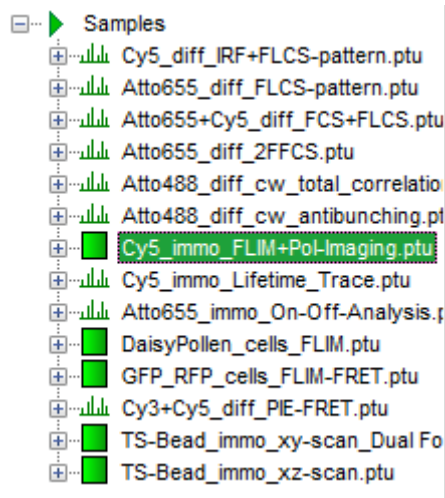 Samples
Cy5_diff_IRF+FLCS-pattern.ptu
Atto655_diff_FLCS-pattern.ptu
Atto655+Cy5_diff_FCS+FLCS.ptu
Atto655_diff_2FFCS.ptu
Atto488_diff_cw_total_correlatio
Atto488_diff_cw_antibunching.pt
Cy5_immo_FLIM+Pol-Imaging.ptu
Cy5_immo_Lifetime_Trace.ptu
Atto655_immo_On-Off-Analysis.p
DaisyPollen_cells_FLIM.ptu
GFP_RFP_cells_FLIM-FRET.ptu
Cy3+Cy5_diff_PIE-FRET.ptu
TS-Bead_immo_xy-scan_Dual Fo
TS-Bead_immo_xz-scan.ptu